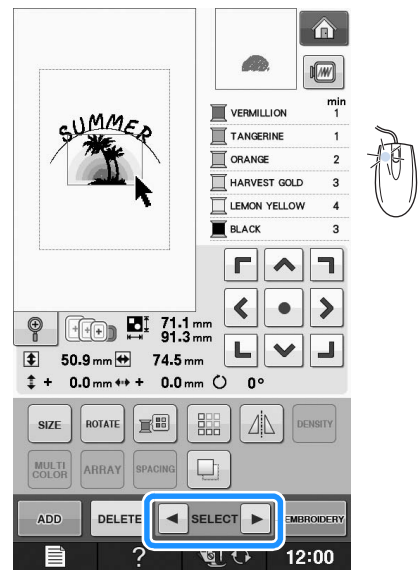 SUMMER
min
VERMILLION 1
TANGERINE 1
ORANGE 2
HARVEST GOLD 3
LEMON YELLOW 4
BLACK 3
71.1 mm
91.3 mm
50.9 mm 74.5 mm
+ 0.0 mm + 0.0 mm 0°
SIZE ROTATE DENSITY
MULTI COLOR ARRAY SPACING
ADD DELETE SELECT EMBROIDERY
? 12:00